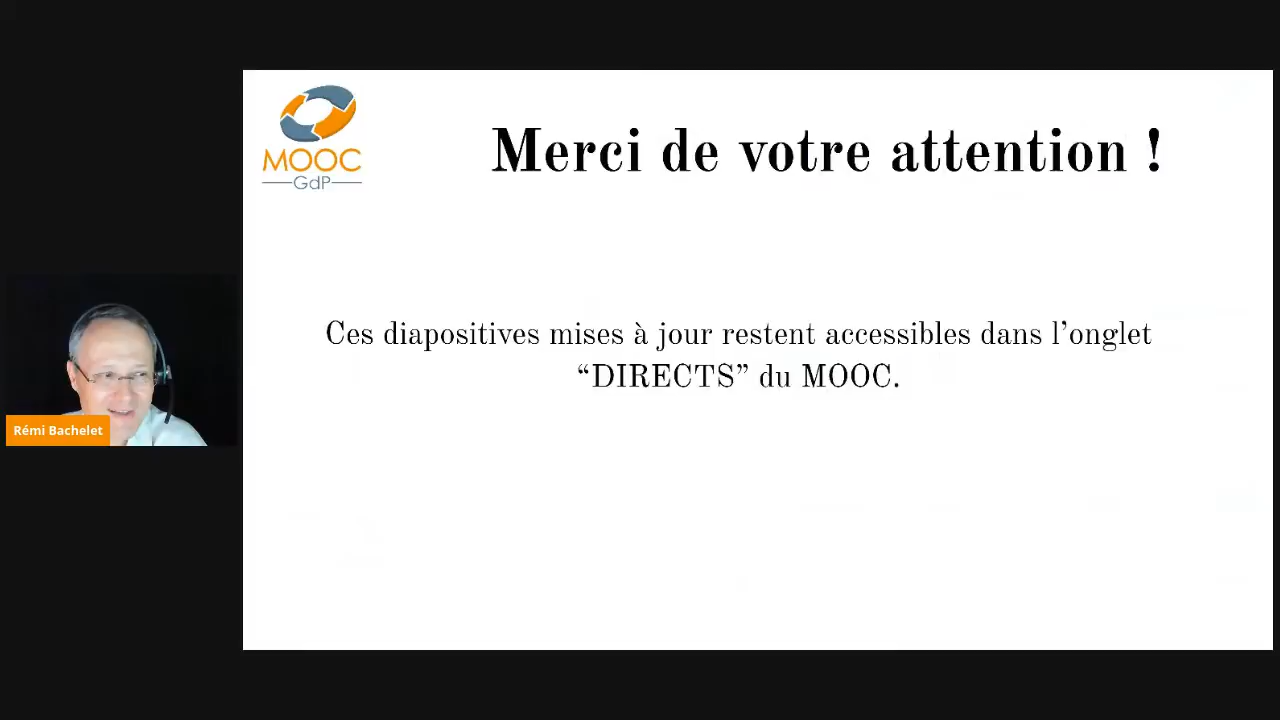 MOOC
GdP
Merci de votre attention !
Ces diapositives mises à jour restent accessibles dans l’onglet
“DIRECTS” du MOOC.
Rémi Bachelet